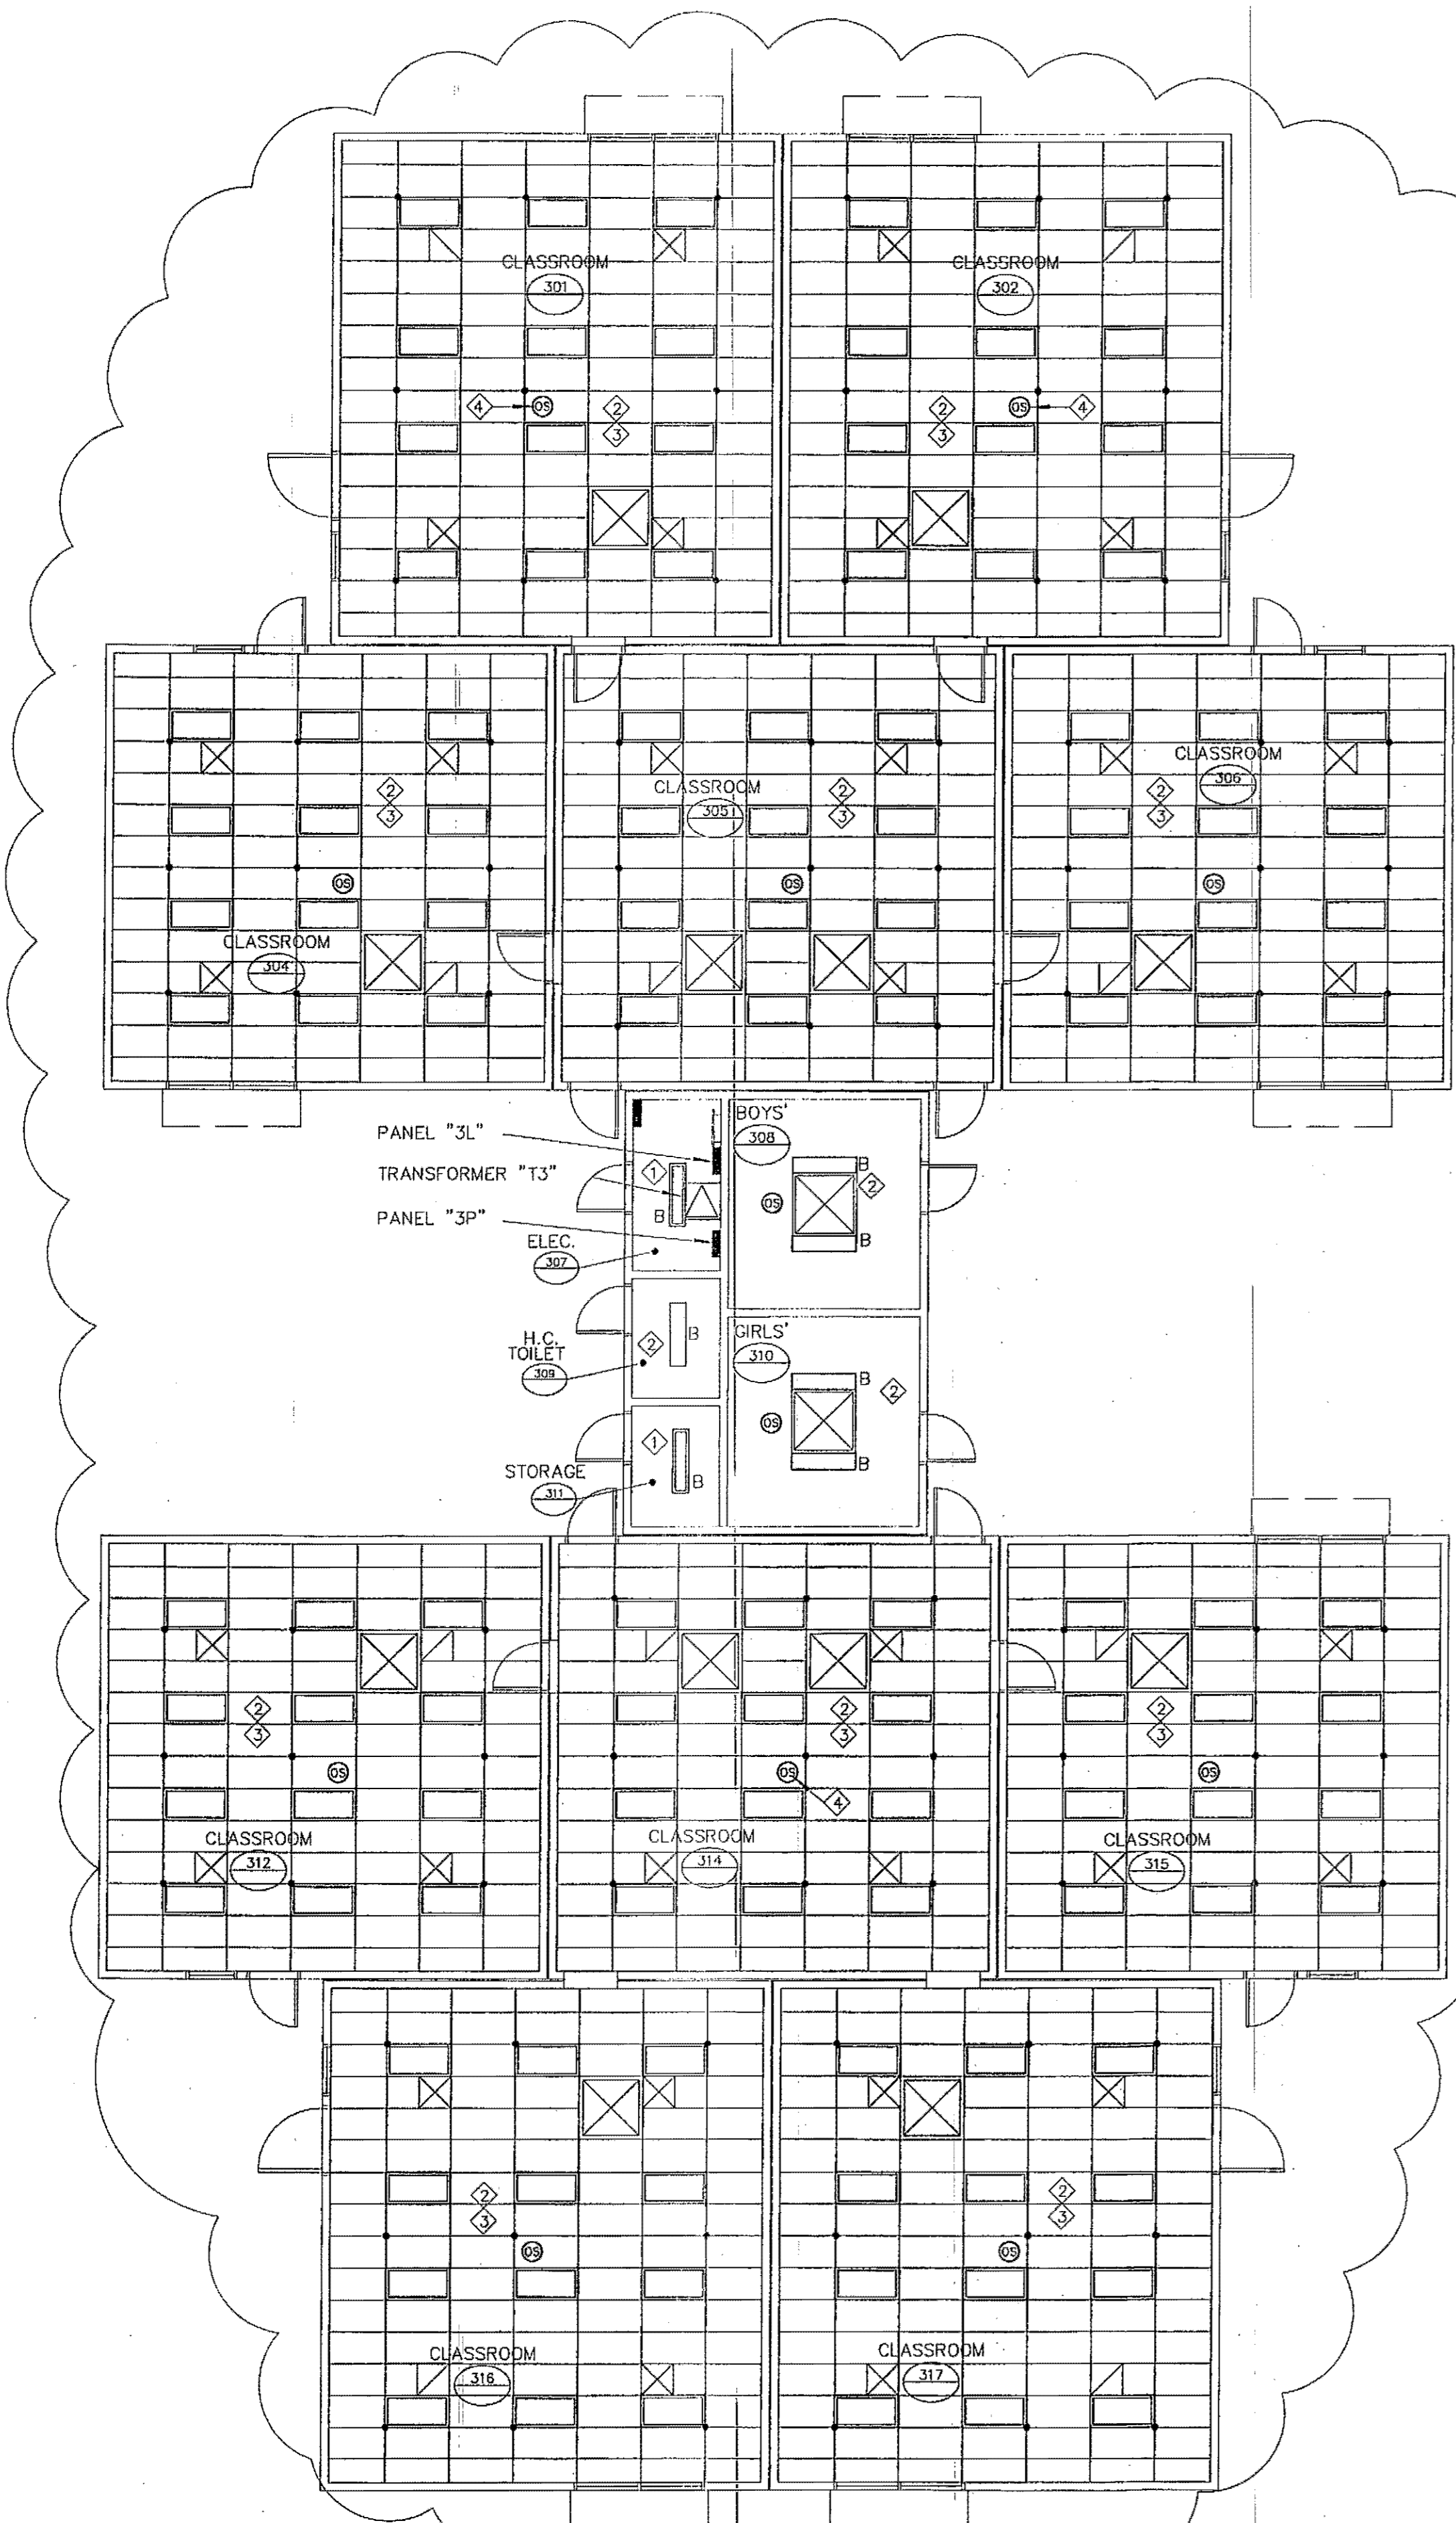 CLASSROOM
301
CLASSROOM
302
4
OS
2
3
2
3
OS
4
CLASSROOM
306
2
3
CLASSROOM
305
2
3
2
3
OS
OS
OS
CLASSROOM
304
PANEL "3L"
TRANSFORMER "T3"
PANEL "3P"
ELEC.
307
1
B
BOYS'
308
B
2
OS
B
H.C.
TOILET
309
2
B
GIRLS'
310
B
2
OS
B
STORAGE
311
1
B
2
3
2
3
2
3
OS
OS
4
OS
CLASSROOM
312
CLASSROOM
314
CLASSROOM
315
2
3
2
3
OS
OS
CLASSROOM
316
CLASSROOM
317